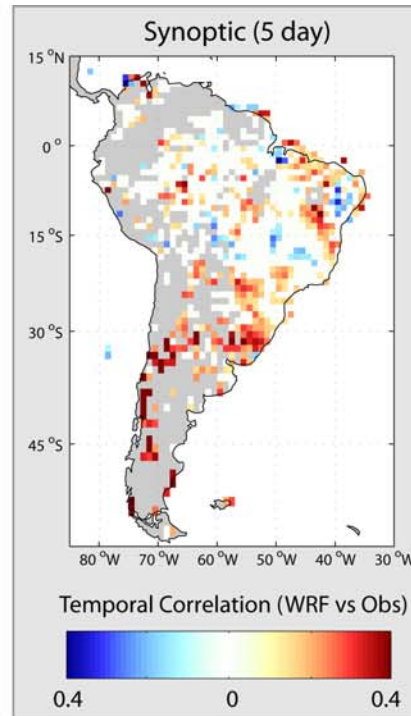 Synoptic (5 day)
15°N
0°
15°S
30°S
45°S
80°W 70°W 60°W 50°W 40°W 30°W
Temporal Correlation (WRF vs Obs)
0.4 0 0.4